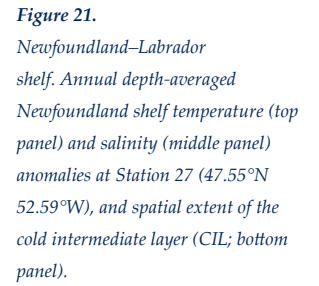 Figure 21.
Newfoundland–Labrador
shelf. Annual depth-averaged
Newfoundland shelf temperature (top
panel) and salinity (middle panel)
anomalies at Station 27 (47.55°N
52.59°W), and spatial extent of the
cold intermediate layer (CIL; bottom
panel).